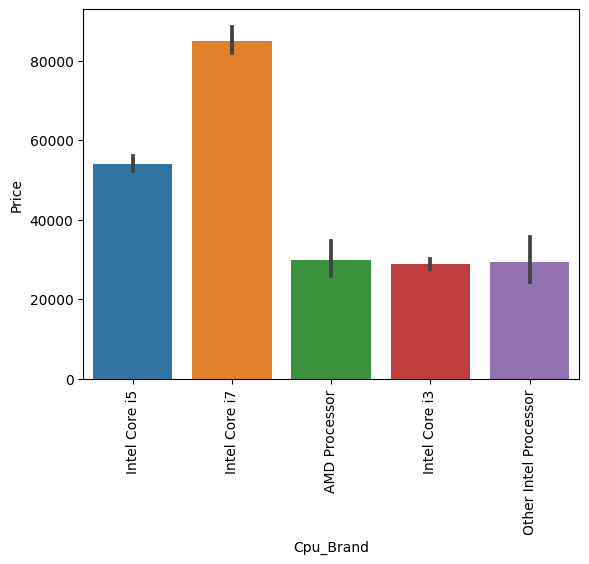 Price
80000
60000
40000
20000
0
Intel Core i5
Intel Core i7
AMD Processor
Intel Core i3
Other Intel Processor
Cpu_Brand